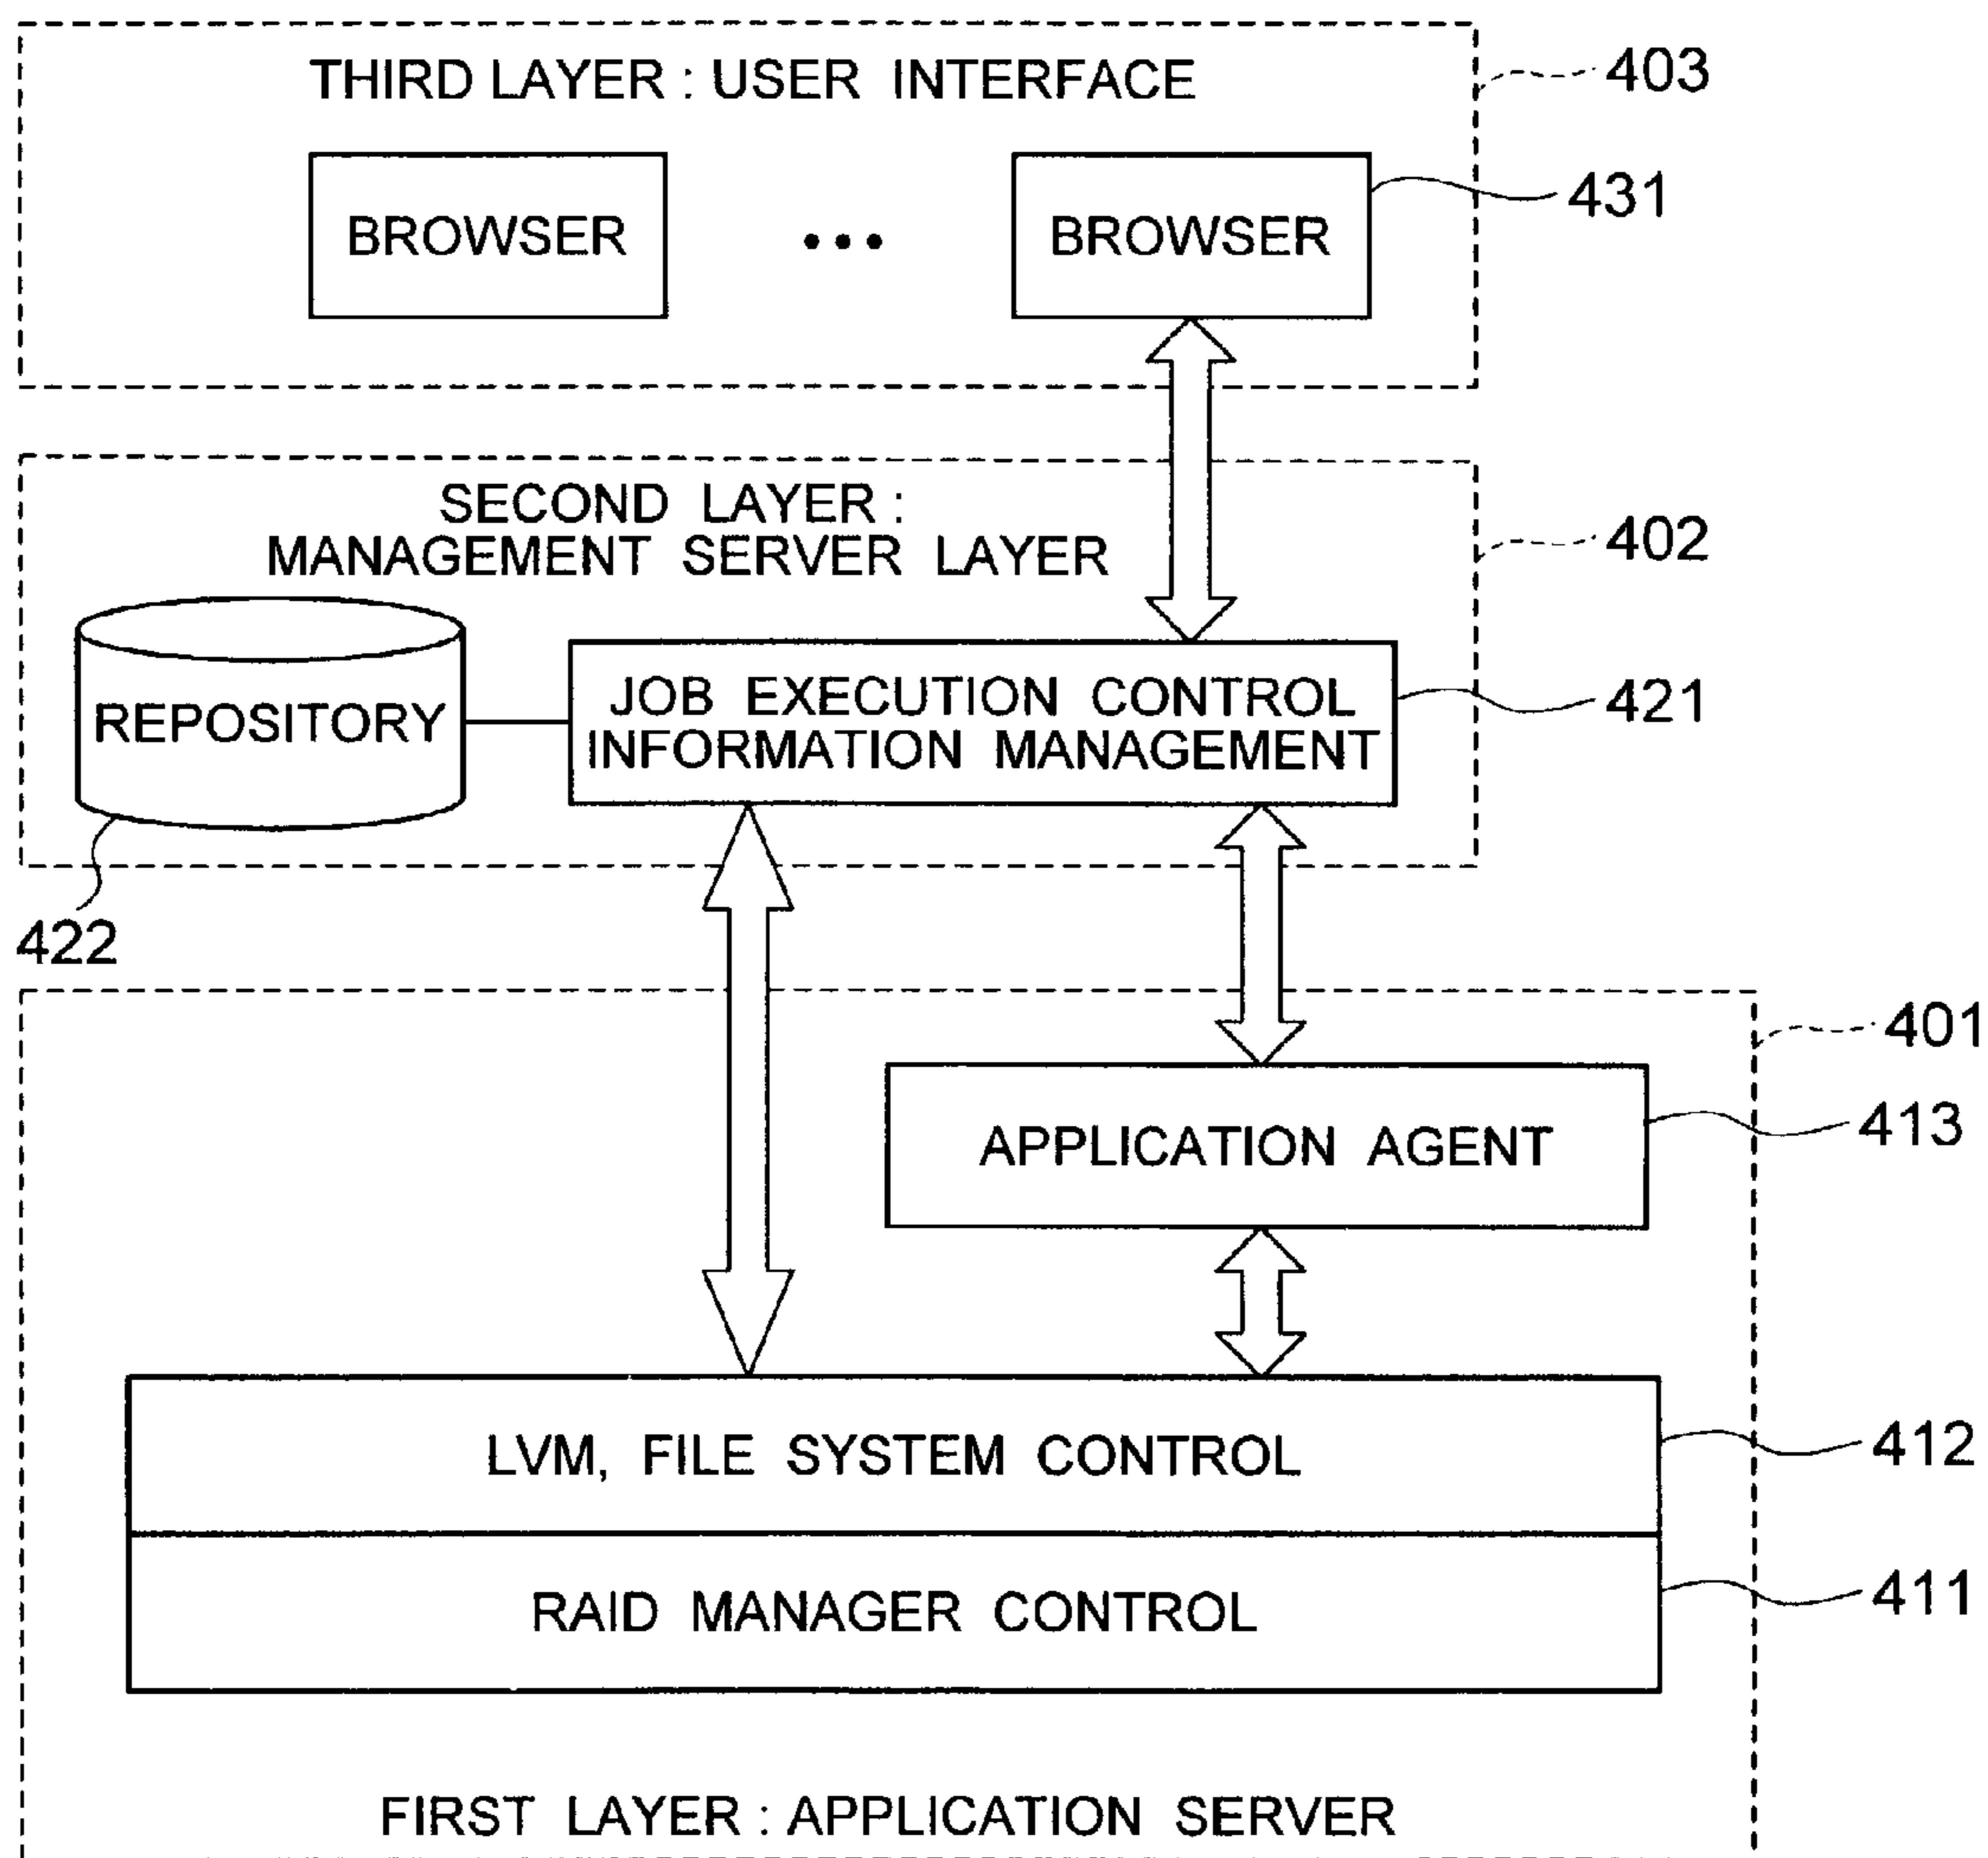 THIRD LAYER : USER INTERFACE
403
BROWSER
•••
BROWSER
431
SECOND LAYER :
MANAGEMENT SERVER LAYER
402
REPOSITORY
JOB EXECUTION CONTROL
INFORMATION MANAGEMENT
421
422
401
APPLICATION AGENT
413
LVM, FILE SYSTEM CONTROL
412
RAID MANAGER CONTROL
411
FIRST LAYER : APPLICATION SERVER